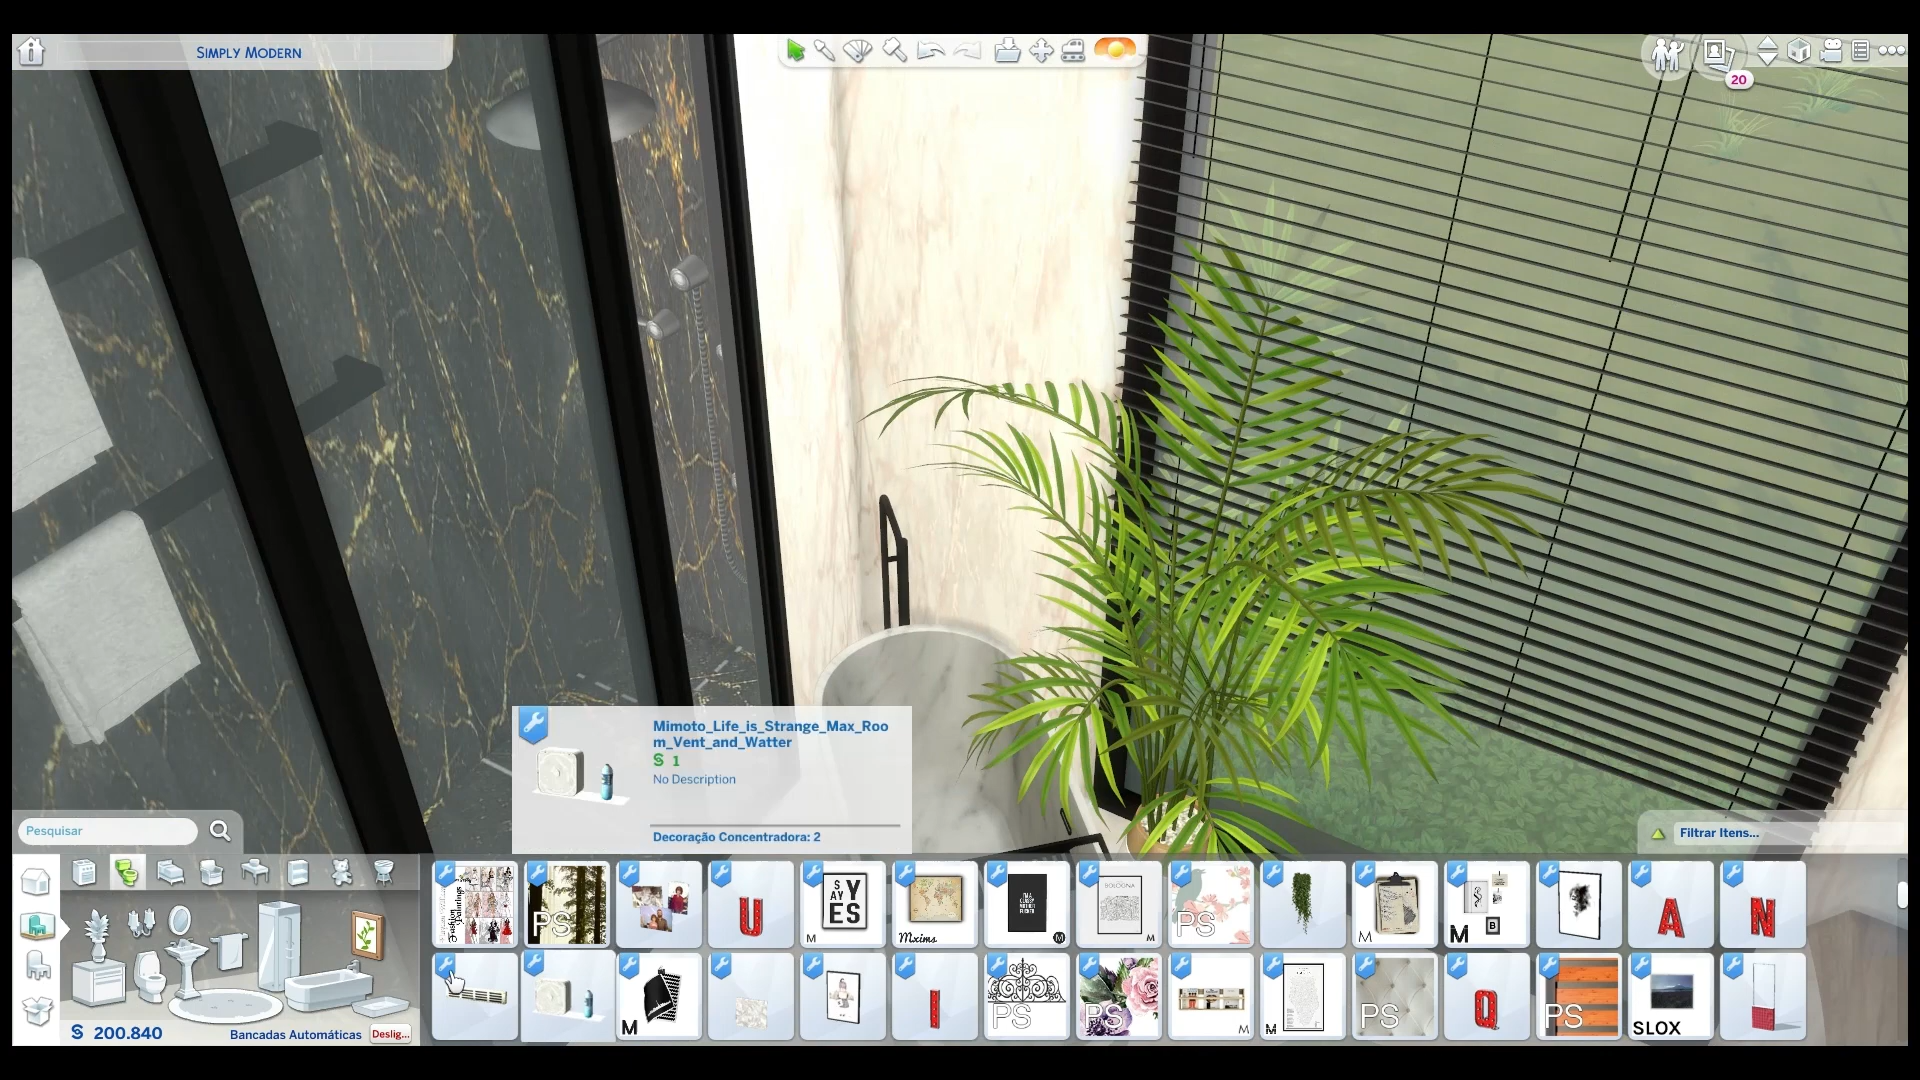 SIMPLY MODERN
20
Mimoto_Life_is_Strange_Max_Roo
m_Vent_and_Watter
S 1
No Description
Decoração Concentradora: 2
Pesquisar
Filtrar Itens...
PS
U
SAY
YES
M
Mxims
M
BOLOGNA
M
PS
M
M
B
A
N
M
I
PS
PS
M
M
PS
Q
PS
SLOX
S 200.840
Bancadas Automáticas
Deslig...